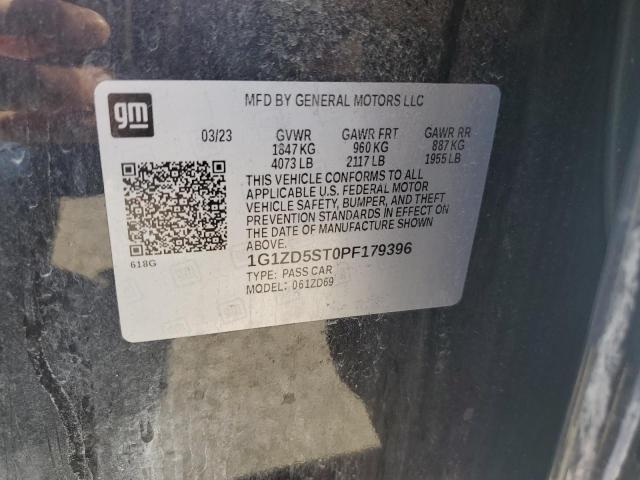 gm
MFD BY GENERAL MOTORS LLC
03/23 GVWR GAWR FRT GAWR RR
1847 KG 960 KG 887 KG
4073 LB 2117 LB 1955 LB
THIS VEHICLE CONFORMS TO ALL
APPLICABLE U.S. FEDERAL MOTOR
VEHICLE SAFETY, BUMPER, AND THEFT
PREVENTION STANDARDS IN EFFECT ON
THE DATE OF MANUFACTURE SHOWN
ABOVE.
618G
1G1ZD5ST0PF179396
TYPE: PASS CAR
MODEL: 061ZD69